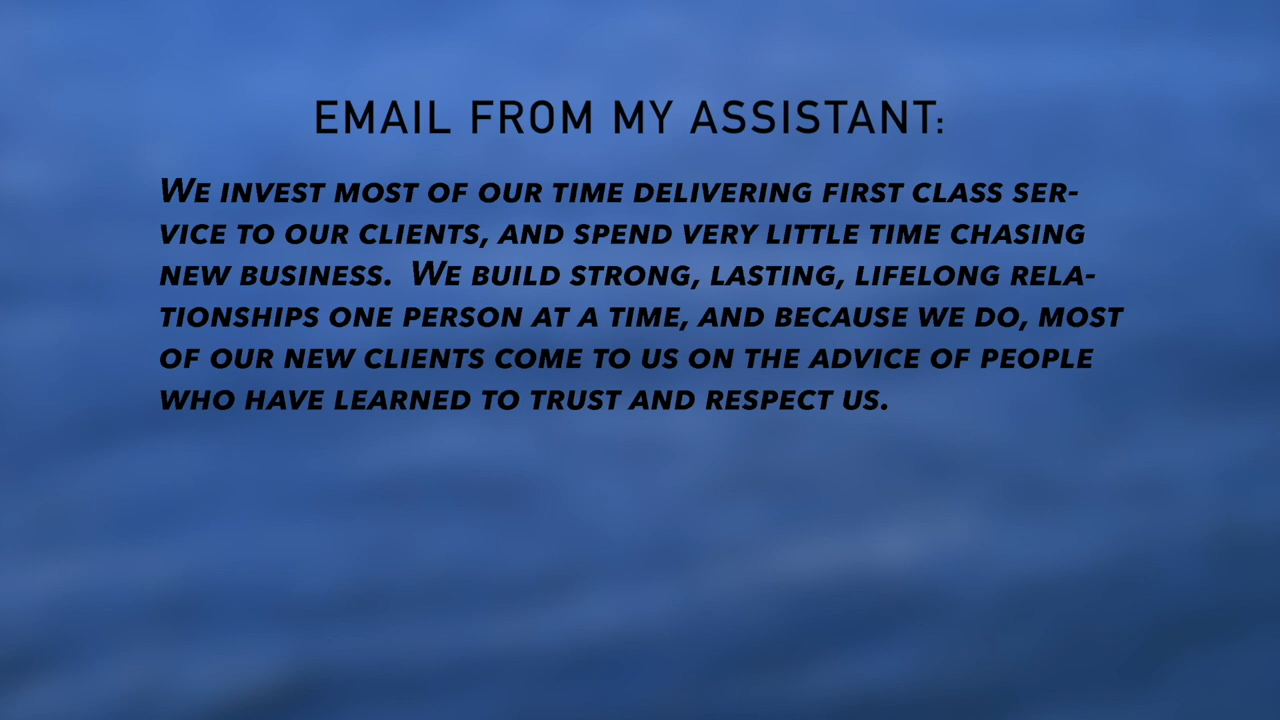 EMAIL FROM MY ASSISTANT:
WE INVEST MOST OF OUR TIME DELIVERING FIRST CLASS SER-
VICE TO OUR CLIENTS, AND SPEND VERY LITTLE TIME CHASING
NEW BUSINESS.  WE BUILD STRONG, LASTING, LIFELONG RELA-
TIONSHIPS ONE PERSON AT A TIME, AND BECAUSE WE DO, MOST
OF OUR NEW CLIENTS COME TO US ON THE ADVICE OF PEOPLE
WHO HAVE LEARNED TO TRUST AND RESPECT US.